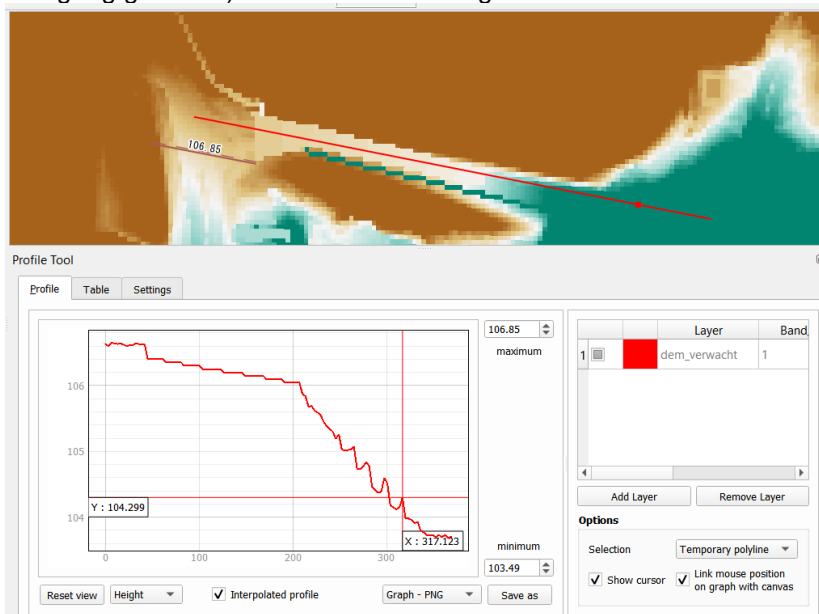 106.85
Profile Tool
Profile Table Settings
106.85
maximum
106
105
104
Y : 104.299
X : 317.123
0 100 200 300
minimum
103.49
Reset view Height Interpolated profile Graph - PNG Save as
Layer Band
1 dem_verwacht 1
Add Layer Remove Layer
Options
Selection Temporary polyline
Show cursor Link mouse position
on graph with canvas